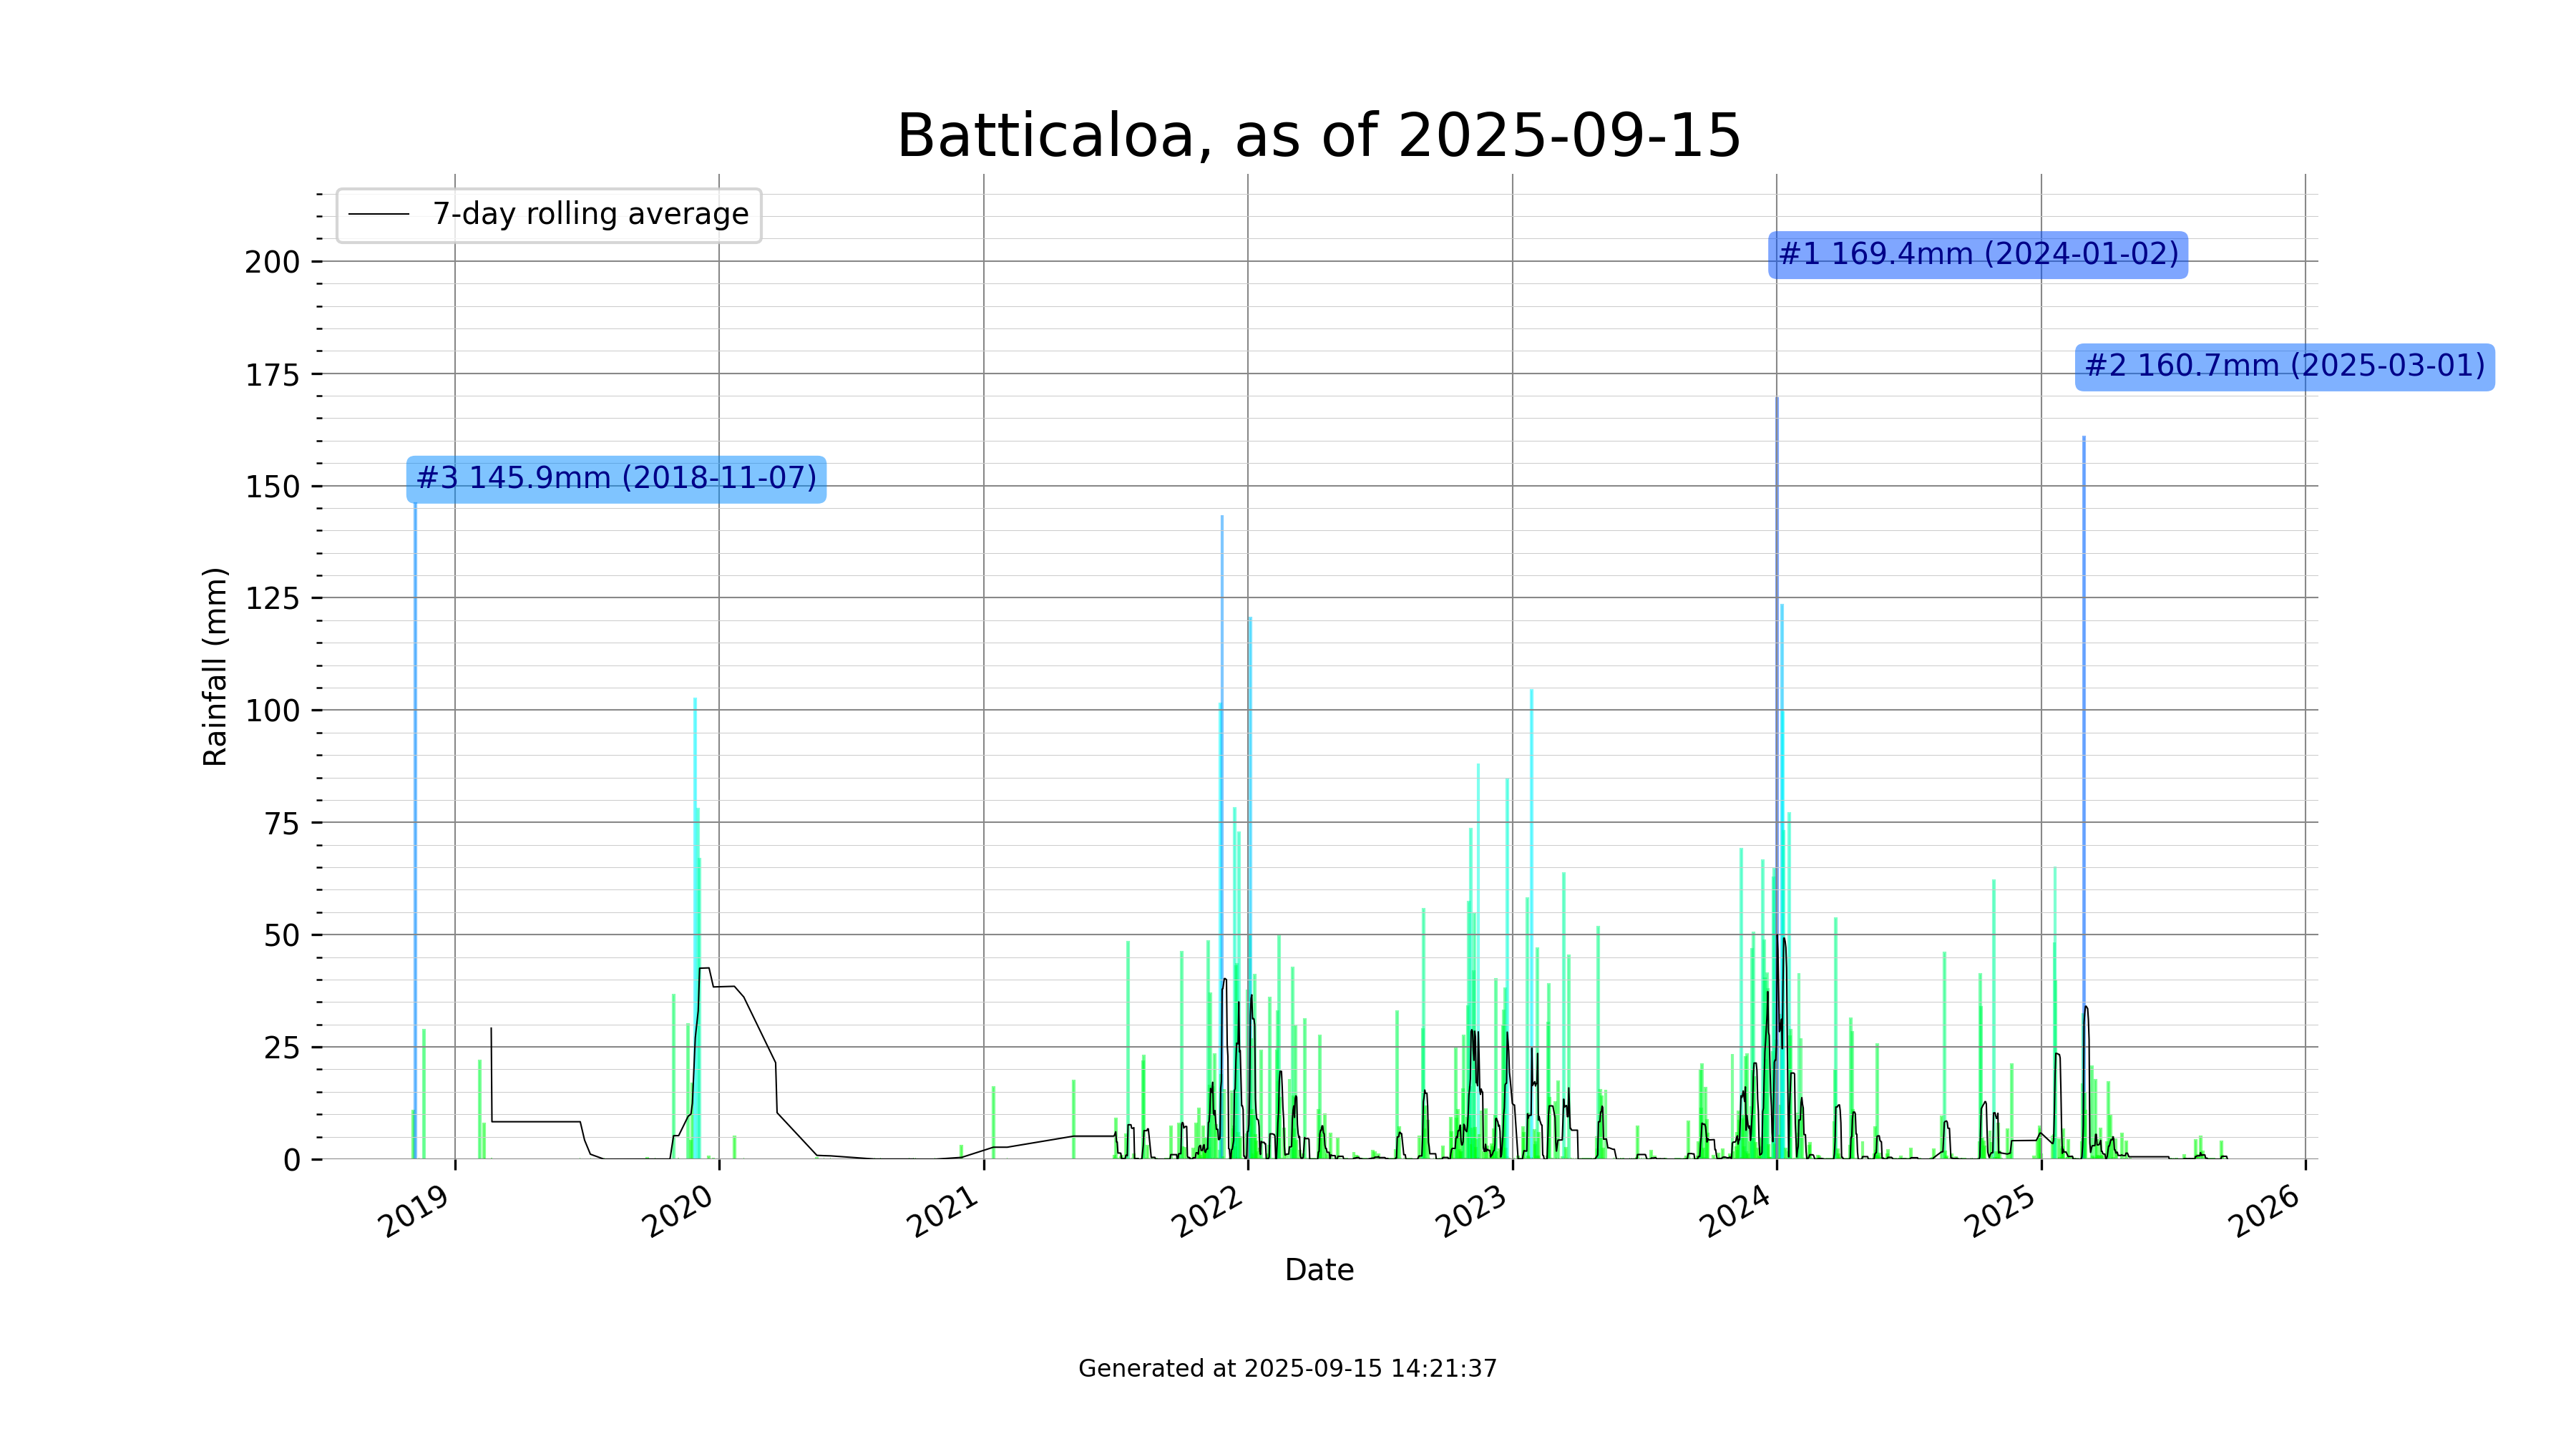 Batticaloa, as of 2025-09-15
7-day rolling average
#1 169.4mm (2024-01-02)
#2 160.7mm (2025-03-01)
#3 145.9mm (2018-11-07)
Rainfall (mm)
200
175
150
125
100
75
50
25
0
2019 2020 2021 2022 2023 2024 2025 2026
Date
Generated at 2025-09-15 14:21:37